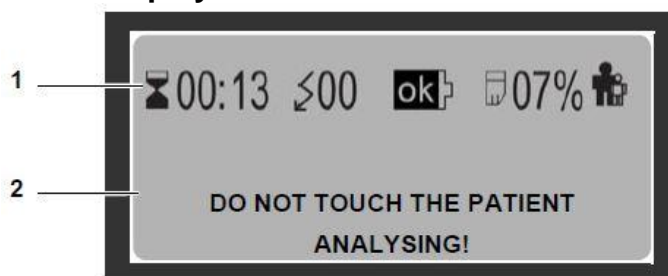 1
00:13 00 ok 07%
2
DO NOT TOUCH THE PATIENT
ANALYSING!